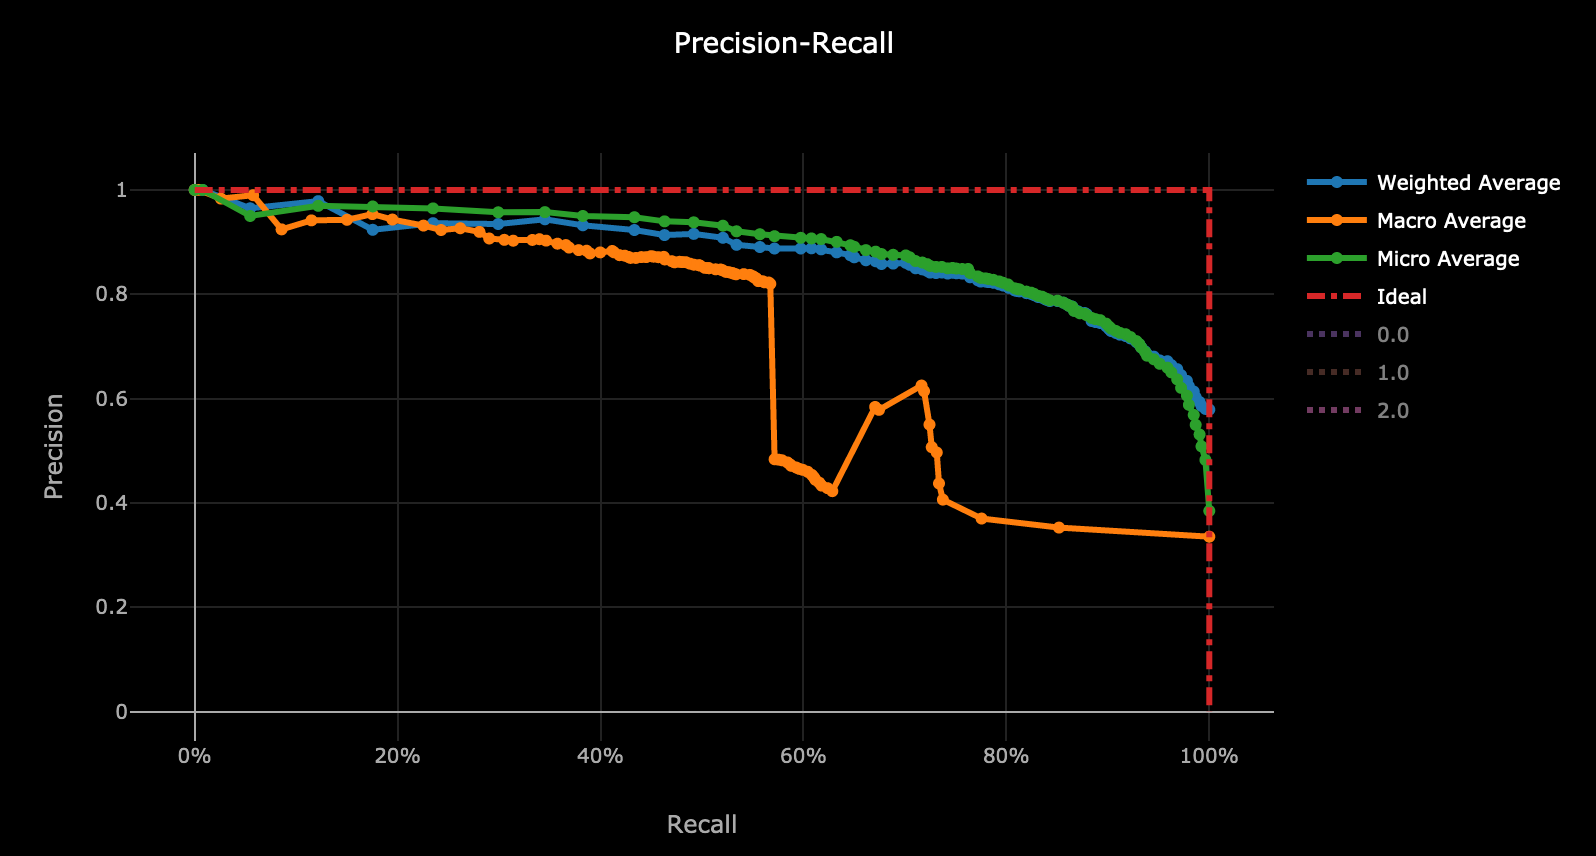 Precision-Recall
Weighted Average
Macro Average
Micro Average
Ideal
0.0
1.0
2.0
1
0.8
0.6
0.4
0.2
0
Precision
0%
20%
40%
60%
80%
100%
Recall